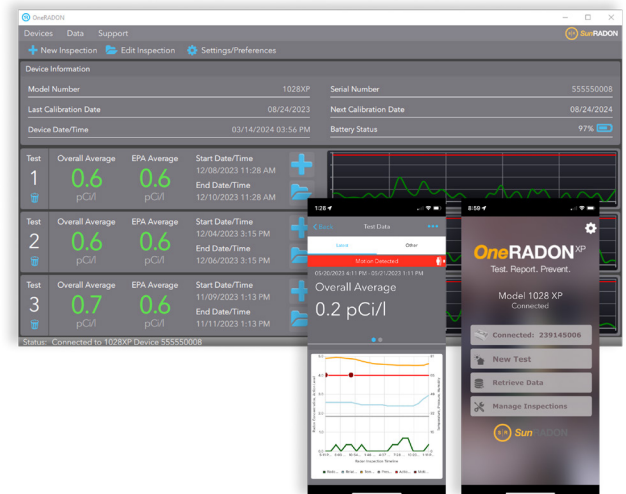 OneRADON
Devices Data Support
SunRADON
New Inspection Edit Inspection Settings/Preferences
Device Information
Model Number 1028XP Serial Number 555550008
Last Calibration Date 08/24/2023 Next Calibration Date 08/24/2024
Device Date/Time 03/14/2024 03:56 PM Battery Status 97%
Test Overall Average EPA Average Start Date/Time
1 0.6 0.6 12/08/2023 11:28 AM
End Date/Time
pCi/l pCi/l 12/10/2023 11:28 AM
Test Overall Average EPA Average Start Date/Time
2 0.6 0.6 12/04/2023 3:15 PM
End Date/Time
pCi/l pCi/l 12/06/2023 3:15 PM
Test Overall Average EPA Average Start Date/Time
3 0.7 0.6 11/09/2023 1:13 PM
End Date/Time
pCi/l pCi/l 11/11/2023 1:13 PM
Status: Connected to 1028XP Device 555550008
1:28
Back Test Data
Other
Motion Detected
Overall Average
0.2 pCi/l
8:59
OneRADON XP
Test. Report. Prevent.
Model 1028 XP
Connected
Connected: 239145006
New Test
Retrieve Data
Manage Inspections
SunRADON